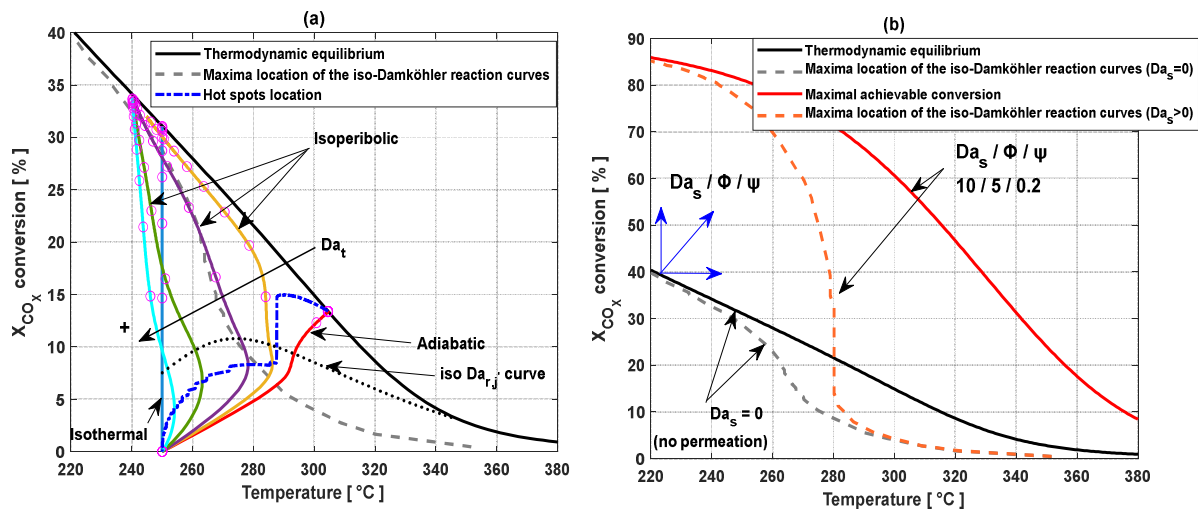 (a)
40
35
30
25
20
15
10
5
0
X_CO_X conversion [ % ]
220 240 260 280 300 320 340 360 380
Temperature [ °C ]
Thermodynamic equilibrium
Maxima location of the iso-Damköhler reaction curves
Hot spots location
Isoperibolic
Da_t
+
Adiabatic
iso Da_r,j' curve
Isothermal
(b)
90
80
70
60
50
40
30
20
10
0
X_CO_X conversion [ % ]
220 240 260 280 300 320 340 360 380
Temperature [ °C ]
Thermodynamic equilibrium
Maxima location of the iso-Damköhler reaction curves (Da_s=0)
Maximal achievable conversion
Maxima location of the iso-Damköhler reaction curves (Da_s>0)
Da_s / Φ / ψ
Da_s / Φ / ψ
10 / 5 / 0.2
Da_s = 0
(no permeation)